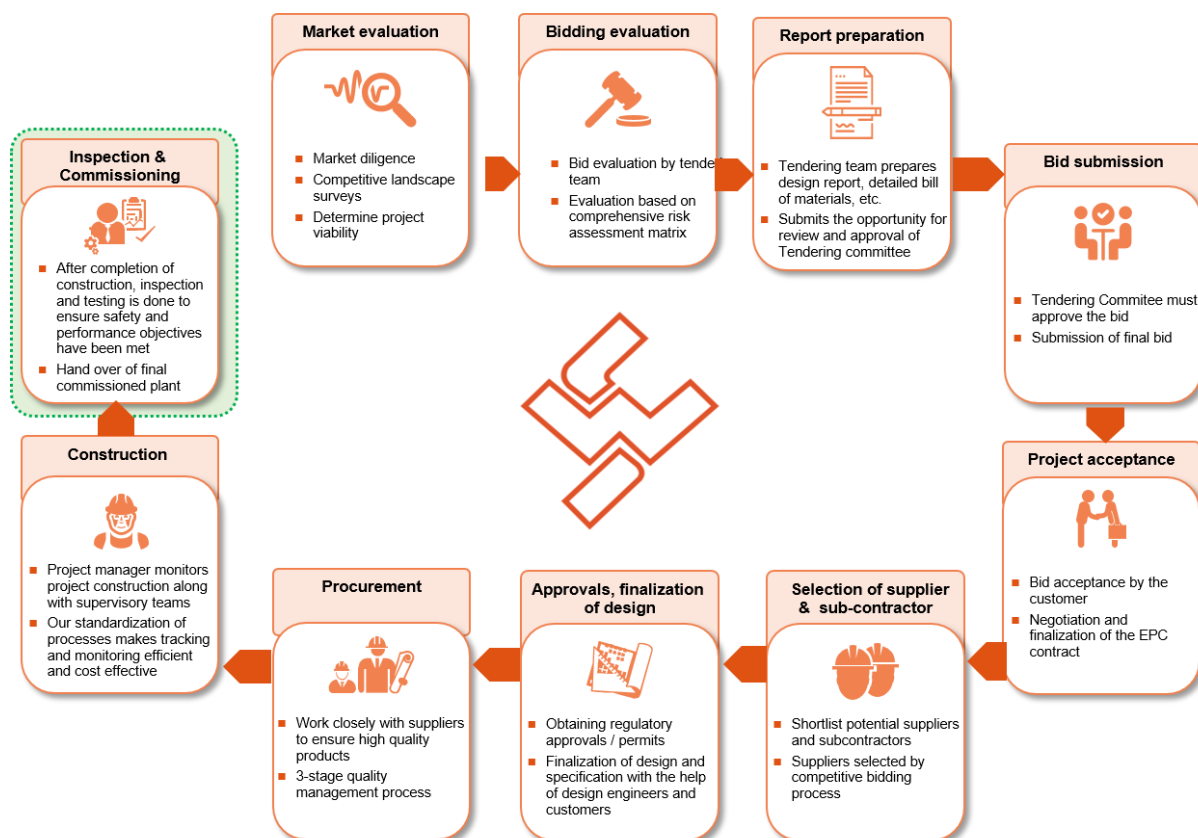 Market evaluation
Market diligence
Competitive landscape
surveys
Determine project
viability
Bidding evaluation
Bid evaluation by tender
team
Evaluation based on
comprehensive risk
assessment matrix
Report preparation
Tendering team prepares
design report, detailed bill
of materials, etc.
Submits the opportunity for
review and approval of
Tendering committee
Bid submission
Tendering Commitee must
approve the bid
Submission of final bid
Project acceptance
Bid acceptance by the
customer
Negotiation and
finalization of the EPC
contract
Selection of supplier
& sub-contractor
Shortlist potential suppliers
and subcontractors
Suppliers selected by
competitive bidding
process
Approvals, finalization
of design
Obtaining regulatory
approvals / permits
Finalization of design and
specification with the help
of design engineers and
customers
Procurement
Work closely with suppliers
to ensure high quality
products
3-stage quality
management process
Construction
Project manager monitors
project construction along
with supervisory teams
Our standardization of
processes makes tracking
and monitoring efficient
and cost effective
Inspection &
Commissioning
After completion of
construction, inspection
and testing is done to
ensure safety and
performance objectives
have been met
Hand over of final
commissioned plant